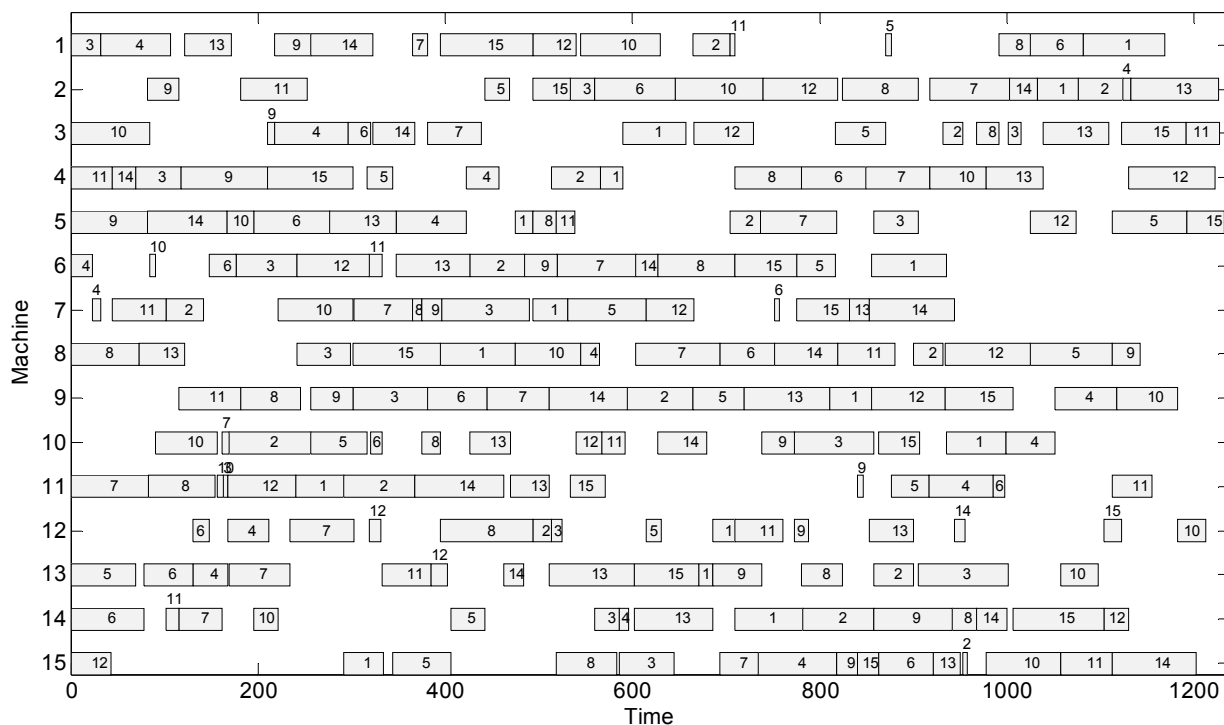 11 5
1 3 4 13 9 14 7 15 12 10 2 8 6 1
4
2 9 11 5 15 3 6 10 12 8 7 14 1 2 13
9
3 10 4 6 14 7 1 12 5 2 8 3 13 15 11
4 11 14 3 9 15 5 4 2 1 8 6 7 10 13 12
5 9 14 10 6 13 4 1 8 11 2 7 3 12 5 15
10 11
6 4 6 3 12 13 2 9 7 14 8 15 5 1
4 6
7 11 2 10 7 8 9 3 1 5 12 15 13 14
8 8 13 3 15 1 10 4 7 6 14 11 2 12 5 9
9 11 8 9 3 6 7 14 2 5 13 1 12 15 4 10
7
10 10 2 5 6 8 13 12 11 14 9 3 15 1 4
13 10 9
11 7 8 12 1 2 14 13 15 5 4 6 11
12 14 15
12 6 4 7 8 2 3 5 1 11 9 13 10
12
13 5 6 4 7 11 14 13 15 1 9 8 2 3 10
11
14 6 7 10 5 3 4 13 1 2 9 8 14 15 12
2
15 12 1 5 8 3 7 4 9 15 6 13 10 11 14
0 200 400 600 800 1000 1200
Time
Machine